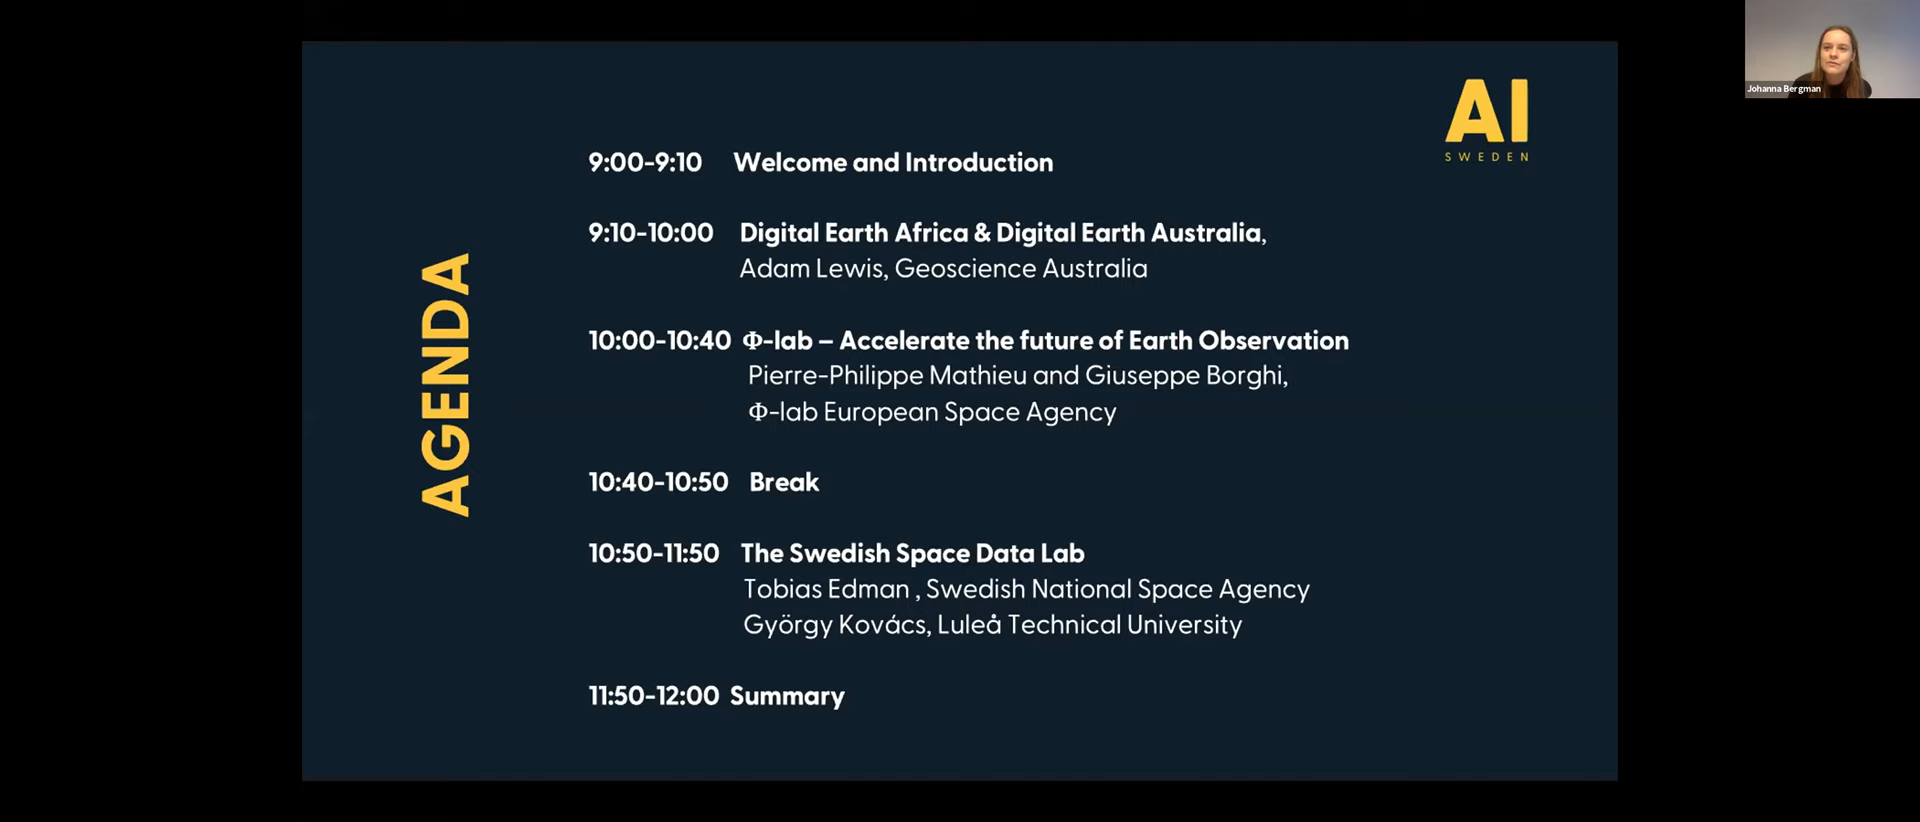 AI
SWEDEN
Johanna Bergman
AGENDA
9:00-9:10 Welcome and Introduction
9:10-10:00 Digital Earth Africa & Digital Earth Australia,
Adam Lewis, Geoscience Australia
10:00-10:40 Φ-lab – Accelerate the future of Earth Observation
Pierre-Philippe Mathieu and Giuseppe Borghi,
Φ-lab European Space Agency
10:40-10:50 Break
10:50-11:50 The Swedish Space Data Lab
Tobias Edman , Swedish National Space Agency
György Kovács, Luleå Technical University
11:50-12:00 Summary